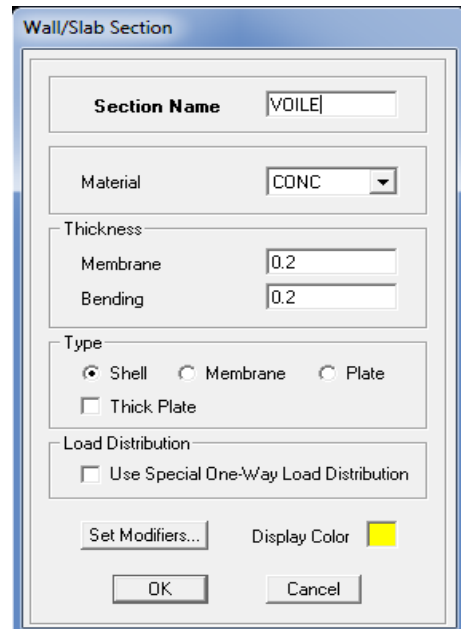 Wall/Slab Section
Section Name VOILE
Material CONC
Thickness
Membrane 0.2
Bending 0.2
Type
Shell Membrane Plate
Thick Plate
Load Distribution
Use Special One-Way Load Distribution
Set Modifiers... Display Color
OK Cancel